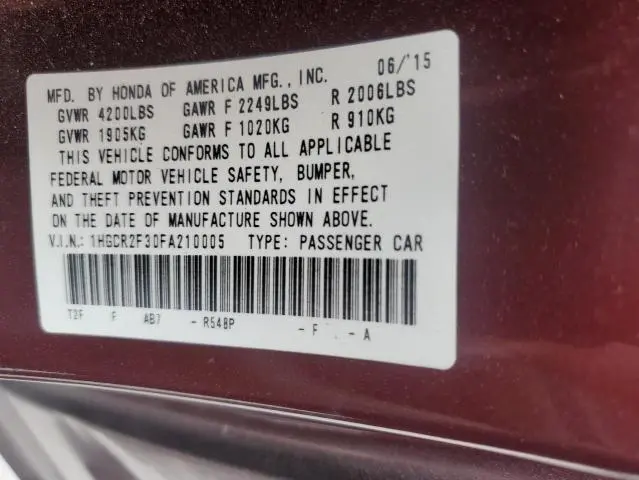 MFD. BY HONDA OF AMERICA MFG., INC. 06/15
GVWR 4200LBS GAWR F 2249LBS R 2006LBS
GVWR 1905KG GAWR F 1020KG R 910KG
THIS VEHICLE CONFORMS TO ALL APPLICABLE
FEDERAL MOTOR VEHICLE SAFETY, BUMPER,
AND THEFT PREVENTION STANDARDS IN EFFECT
ON THE DATE OF MANUFACTURE SHOWN ABOVE.
V.I.N.: 1HGCR2F30FA210005 TYPE: PASSENGER CAR
T2F F AB7 - R548P - F - A